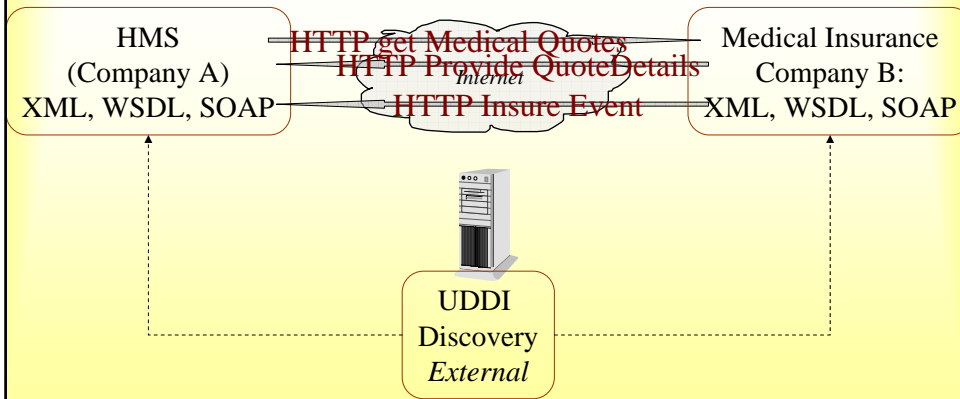 HMS
(Company A)
XML, WSDL, SOAP
HTTP get Medical Quotes
HTTP Provide QuoteDetails
Internet
HTTP Insure Event
Medical Insurance
Company B:
XML, WSDL, SOAP
UDDI
Discovery
External